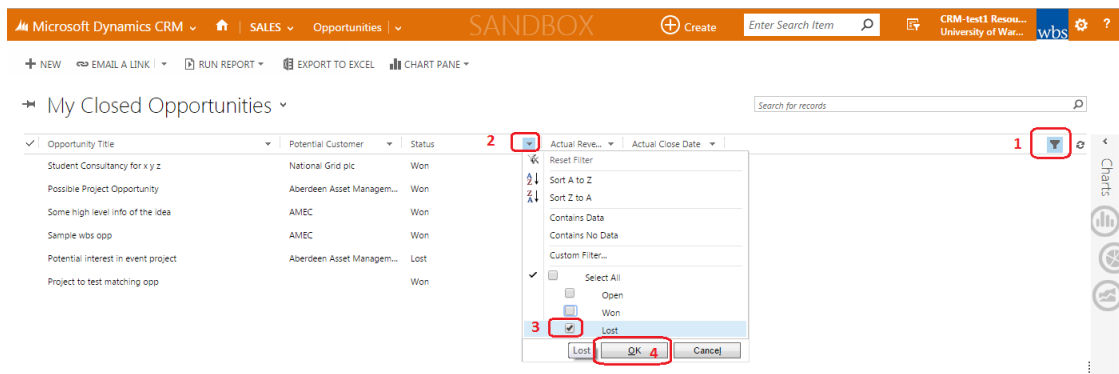 Microsoft Dynamics CRM SALES Opportunities SANDBOX Create Enter Search Item CRM-test1 Resou... University of War... wbs ?
NEW EMAIL A LINK RUN REPORT EXPORT TO EXCEL CHART PANE
My Closed Opportunities Search for records
Opportunity Title Potential Customer Status 2 Actual Reve... Actual Close Date 1
Student Consultancy for x y z National Grid plc Won Reset Filter
Possible Project Opportunity Aberdeen Asset Managem... Won A Z Sort A to Z
Z A Sort Z to A
Some high level info of the idea AMEC Won Contains Data
Sample wbs opp AMEC Won Contains No Data
Potential interest in event project Aberdeen Asset Managem... Lost Custom Filter...
Project to test matching opp Won Select All
Open
Won
3 Lost
Lost OK 4 Cancel
Charts